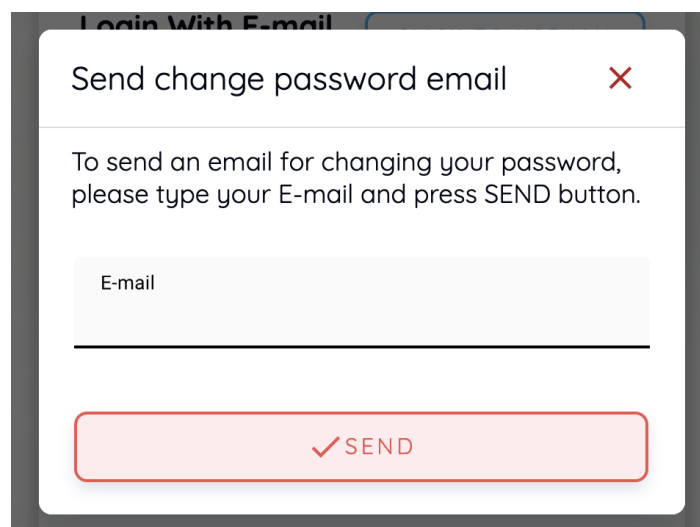 Login With E-mail
Send change password email
To send an email for changing your password,
please type your E-mail and press SEND button.
E-mail
SEND